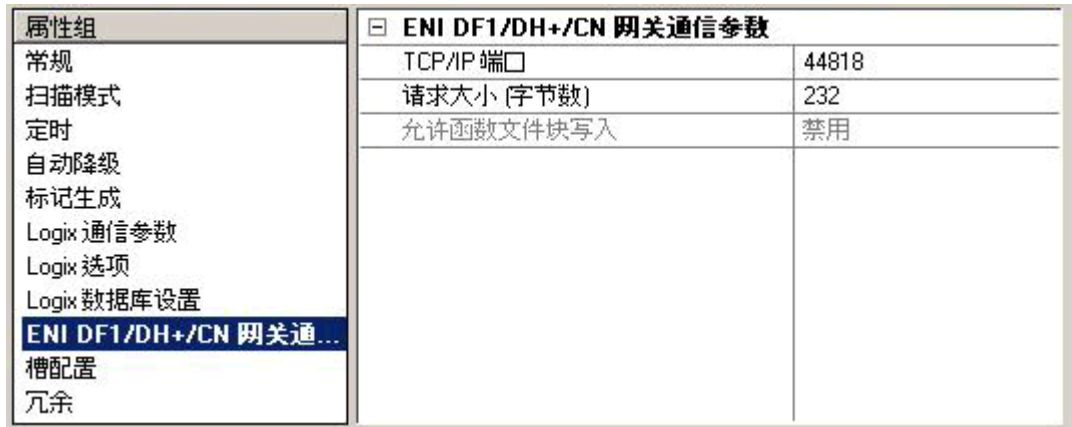 属性组
常规
扫描模式
定时
自动降级
标记生成
Logix 通信参数
Logix 选项
Logix 数据库设置
ENI DF1/DH+/CN 网关通...
槽配置
冗余
ENI DF1/DH+/CN 网关通信参数
TCP/IP 端口 44818
请求大小 (字节数) 232
允许函数文件块写入 禁用